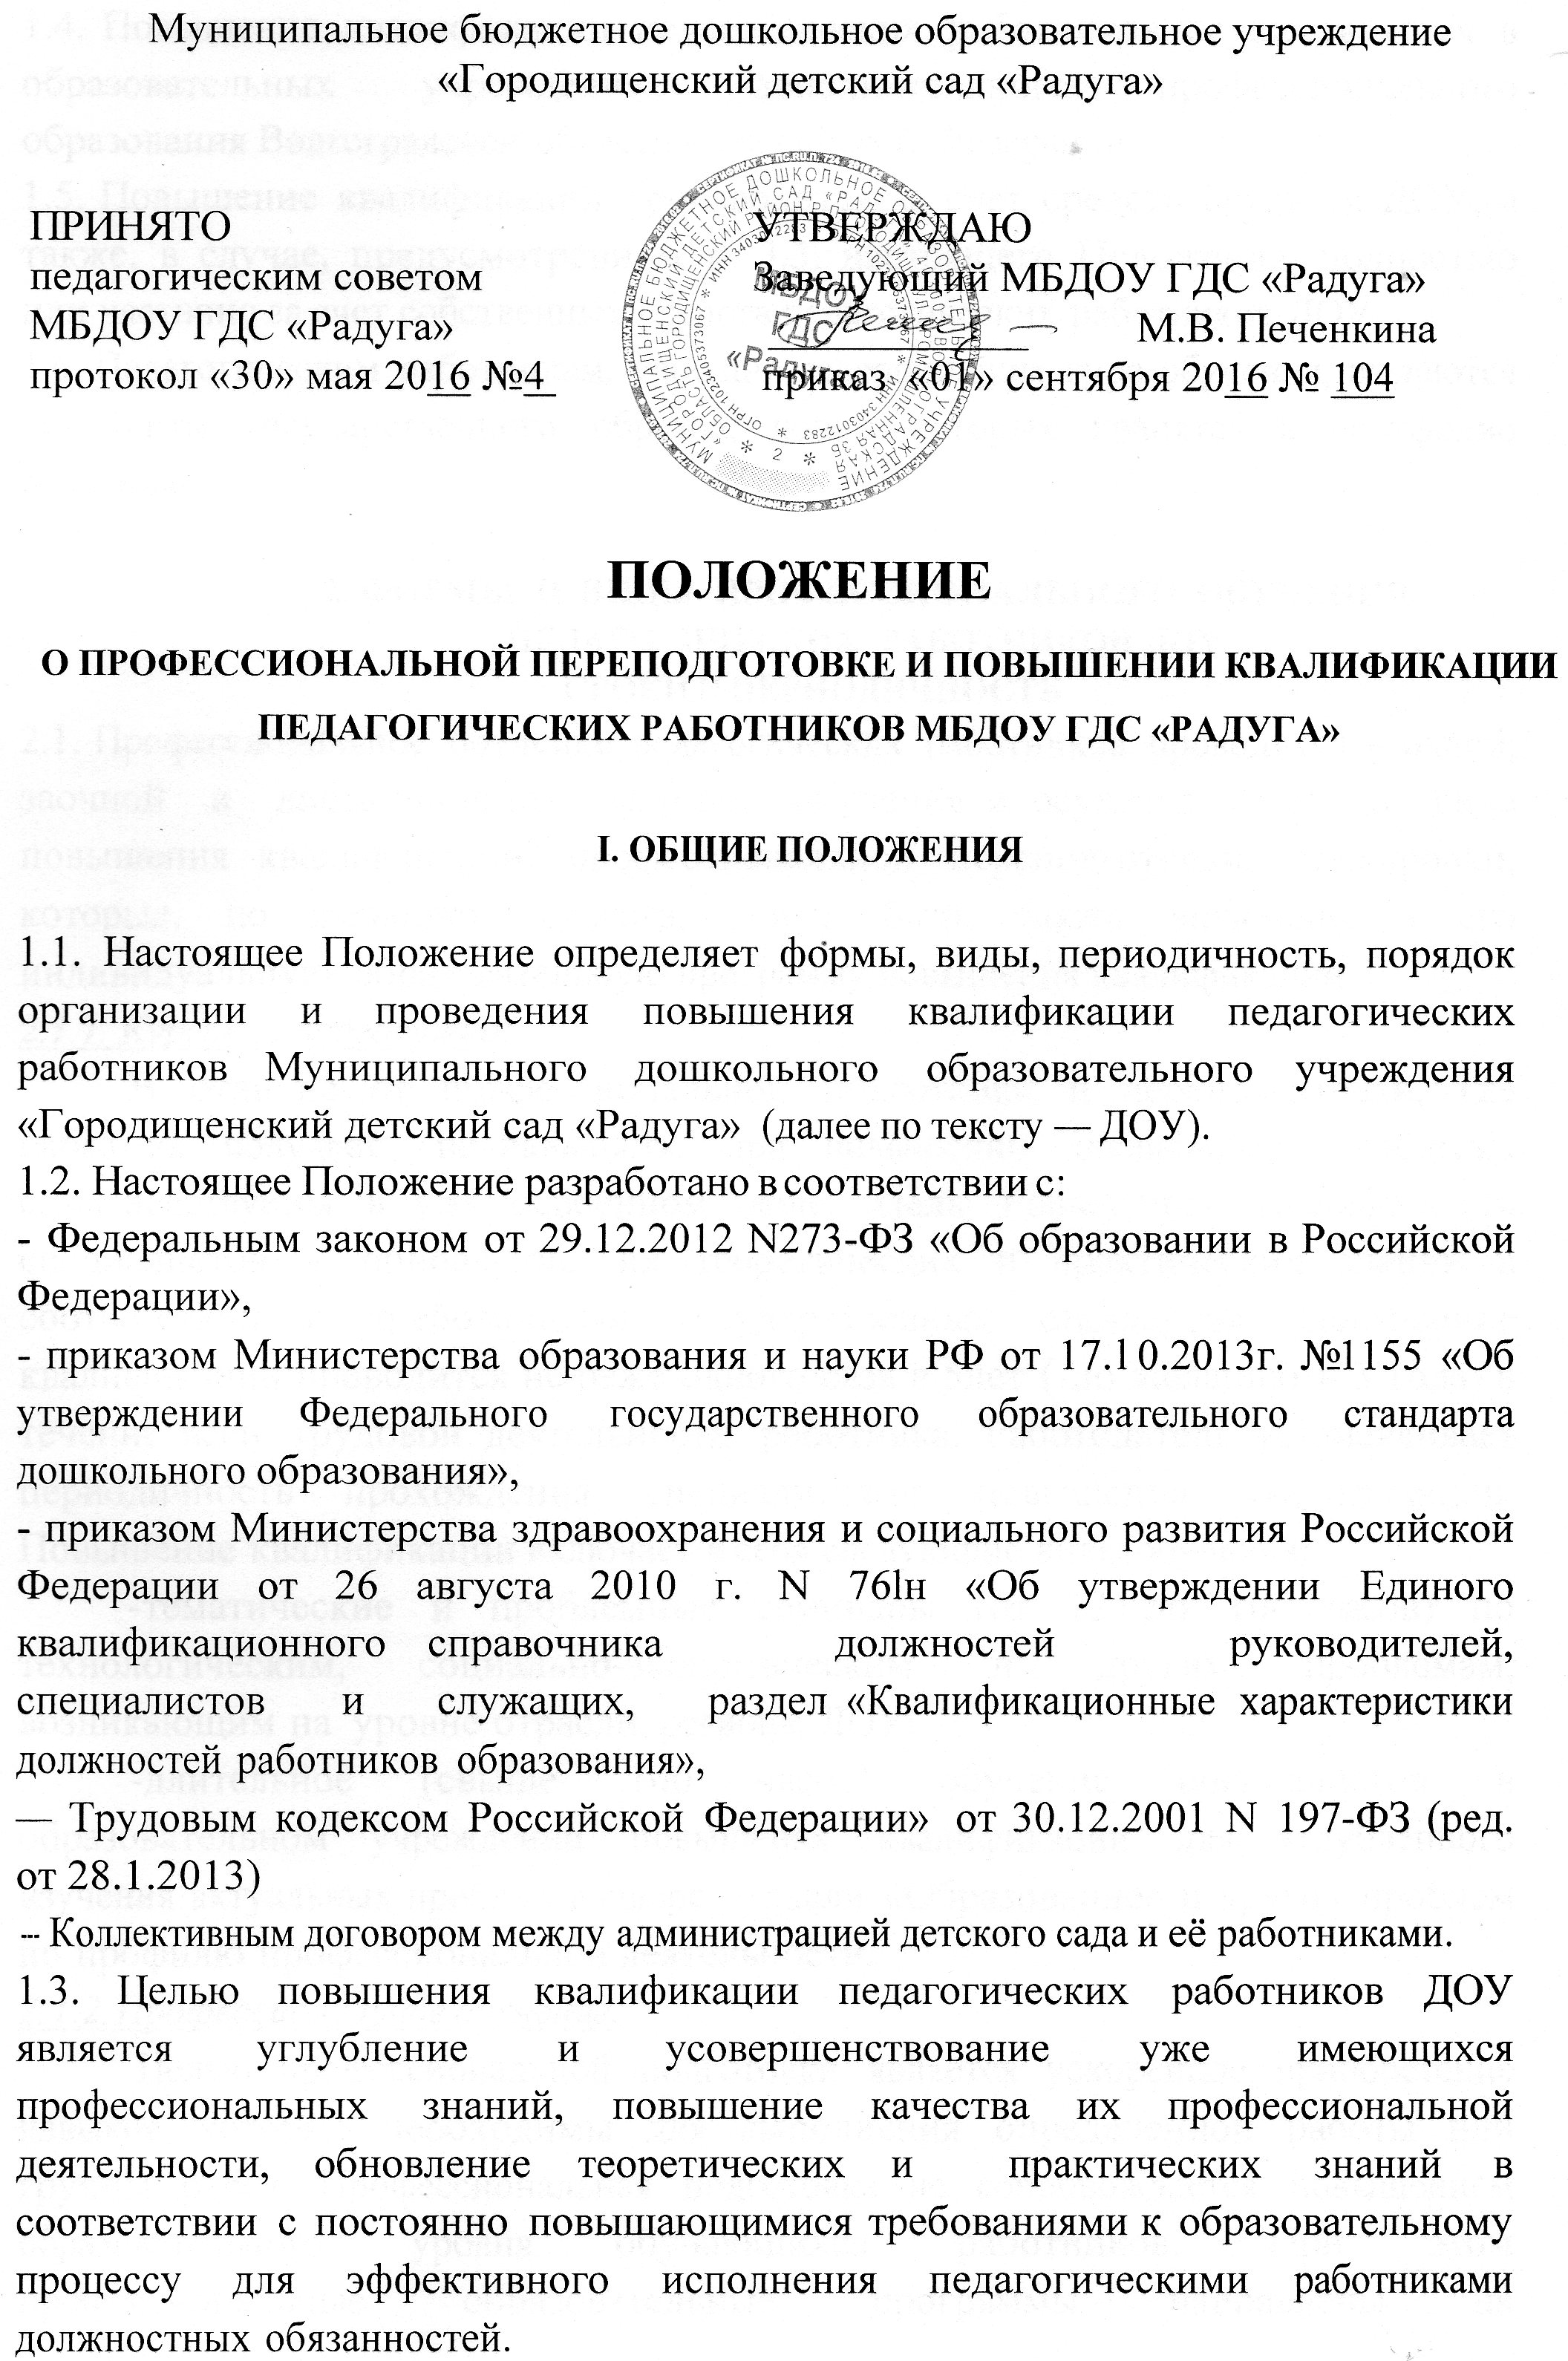 Муниципальное бюджетное дошкольное образовательное учреждение
«Городищенский детский сад «Радуга»
ПРИНЯТО
педагогическим советом
МБДОУ ГДС «Радуга»
протокол «30» мая 2016 №4
УТВЕРЖДАЮ
Заведующий МБДОУ ГДС «Радуга»
М.В. Печенкина
приказ «01» сентября 2016 № 104
МБДОУ
ГДС
«Радуга»
ПОЛОЖЕНИЕ
О ПРОФЕССИОНАЛЬНОЙ ПЕРЕПОДГОТОВКЕ И ПОВЫШЕНИИ КВАЛИФИКАЦИИ
ПЕДАГОГИЧЕСКИХ РАБОТНИКОВ МБДОУ ГДС «РАДУГА»
I. ОБЩИЕ ПОЛОЖЕНИЯ
1.1. Настоящее Положение определяет формы, виды, периодичность, порядок
организации и проведения повышения квалификации педагогических
работников Муниципального дошкольного образовательного учреждения
«Городищенский детский сад «Радуга» (далее по тексту — ДОУ).
1.2. Настоящее Положение разработано в соответствии с:
- Федеральным законом от 29.12.2012 N273-ФЗ «Об образовании в Российской
Федерации»,
- приказом Министерства образования и науки РФ от 17.10.2013г. №1155 «Об
утверждении Федерального государственного образовательного стандарта
дошкольного образования»,
- приказом Министерства здравоохранения и социального развития Российской
Федерации от 26 августа 2010 г. N 761н «Об утверждении Единого
квалификационного справочника должностей руководителей,
специалистов и служащих, раздел «Квалификационные характеристики
должностей работников образования»,
— Трудовым кодексом Российской Федерации» от 30.12.2001 N 197-ФЗ (ред.
от 28.1.2013)
-- Коллективным договором между администрацией детского сада и её работниками.
1.3. Целью повышения квалификации педагогических работников ДОУ
является углубление и усовершенствование уже имеющихся
профессиональных знаний, повышение качества их профессиональной
деятельности, обновление теоретических и практических знаний в
соответствии с постоянно повышающимися требованиями к образовательному
процессу для эффективного исполнения педагогическими работниками
должностных обязанностей.